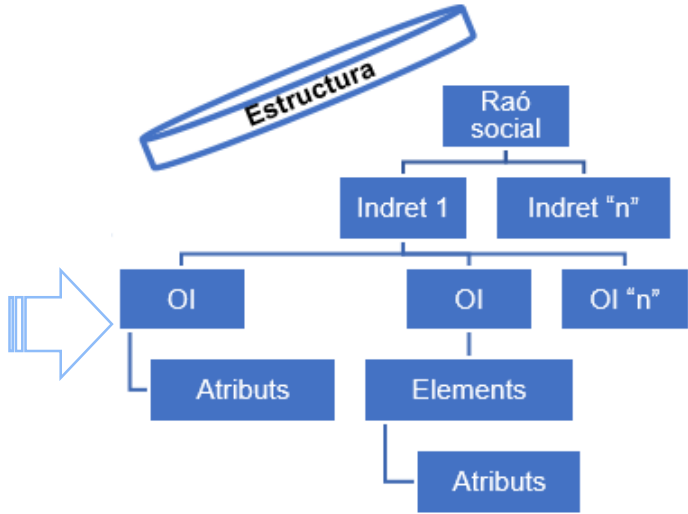 Estructura
Raó
social
Indret 1
Indret “n”
OI
OI
OI “n”
Atributs
Elements
Atributs